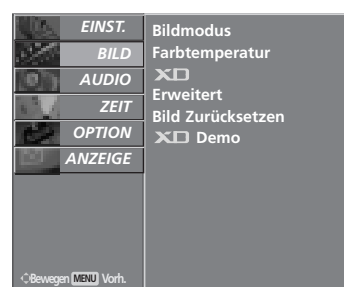 EINST.
BILD
AUDIO
ZEIT
OPTION
ANZEIGE
Bewegen MENU Vorh.
Bildmodus
Farbtemperatur
XD
Erweitert
Bild Zurücksetzen
XD Demo